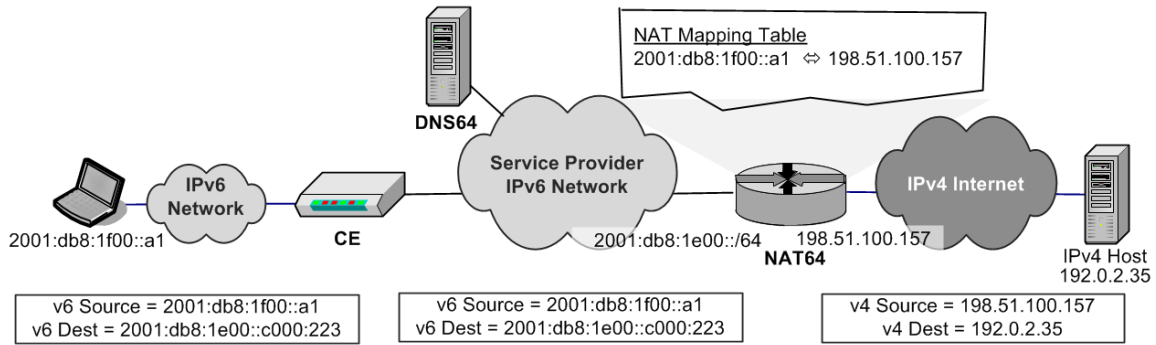 NAT Mapping Table
2001:db8:1f00::a1 ⇔ 198.51.100.157
DNS64
Service Provider
IPv6 Network
IPv6
Network
IPv4 Internet
CE
2001:db8:1f00::a1
2001:db8:1e00::/64
198.51.100.157
NAT64
IPv4 Host
192.0.2.35
v6 Source = 2001:db8:1f00::a1
v6 Dest = 2001:db8:1e00::c000:223
v6 Source = 2001:db8:1f00::a1
v6 Dest = 2001:db8:1e00::c000:223
v4 Source = 198.51.100.157
v4 Dest = 192.0.2.35